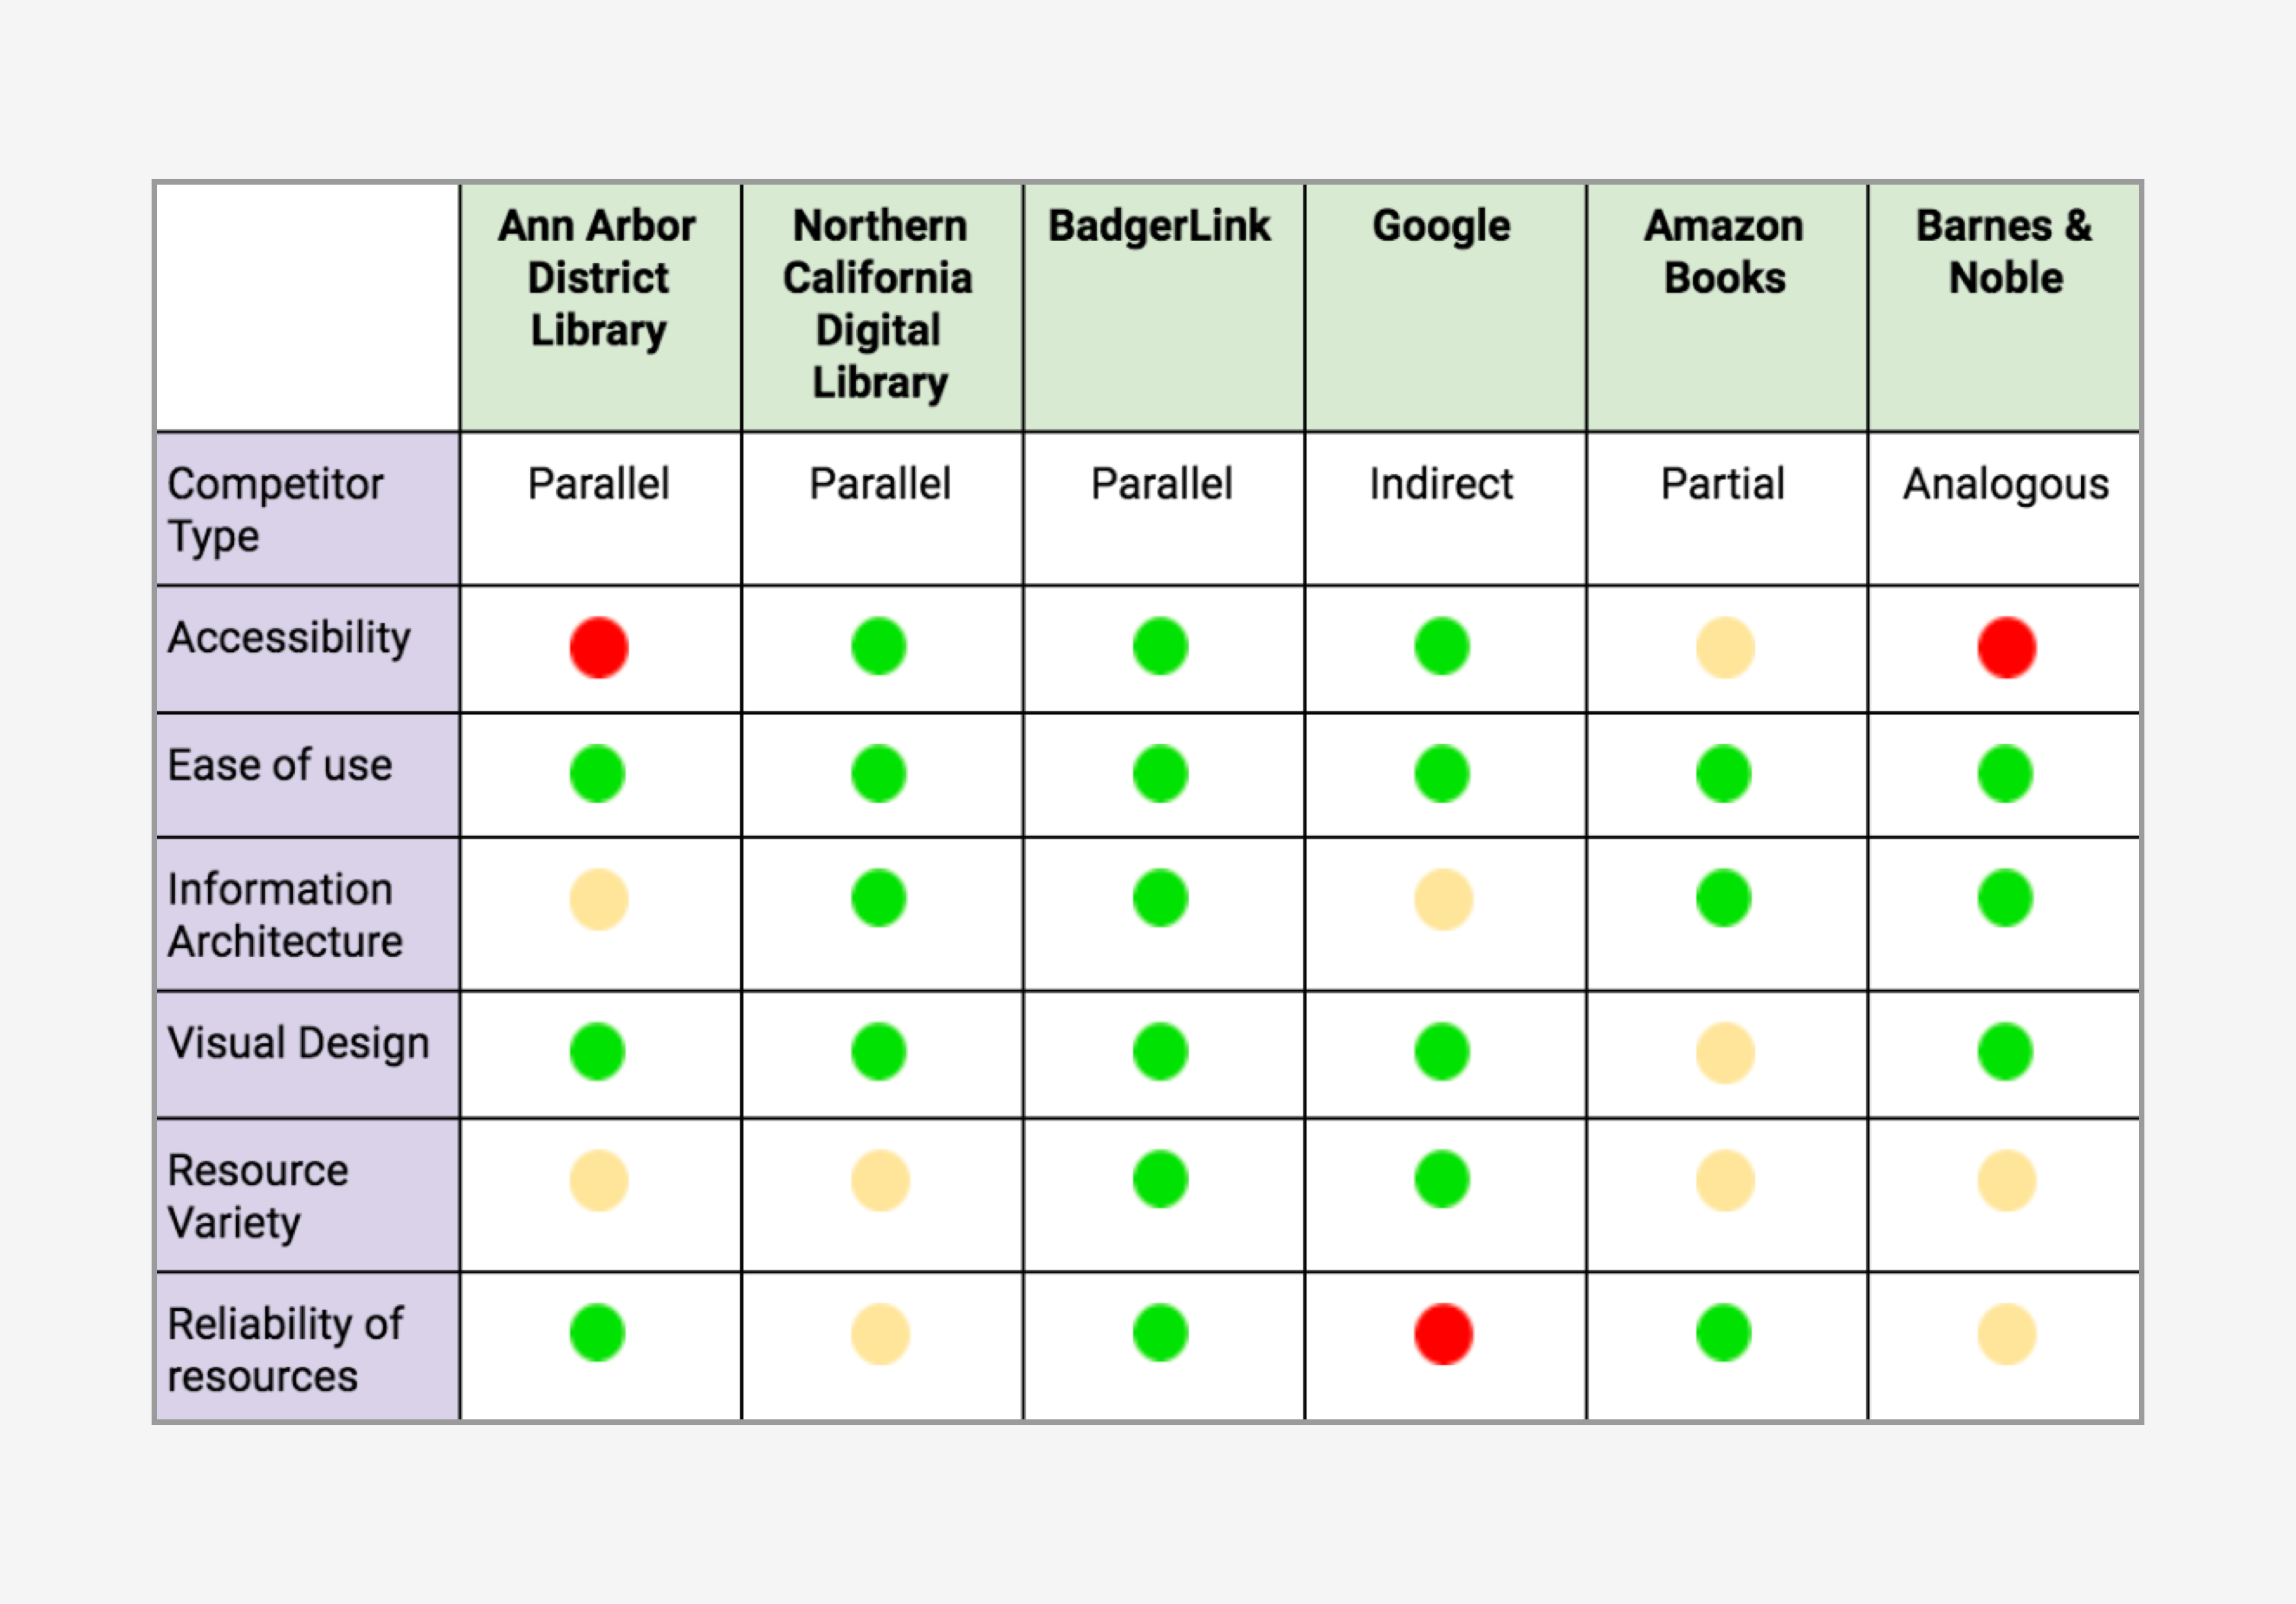 Ann Arbor
District
Library
Northern
California
Digital
Library
BadgerLink
Google
Amazon
Books
Barnes &
Noble
Competitor
Type
Parallel
Parallel
Parallel
Indirect
Partial
Analogous
Accessibility
Ease of use
Information
Architecture
Visual Design
Resource
Variety
Reliability of
resources